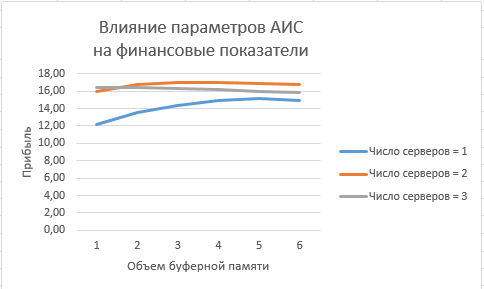 Влияние параметров АИС
на финансовые показатели
18,00
16,00
14,00
12,00
10,00
8,00
6,00
4,00
2,00
0,00
Прибыль
1 2 3 4 5 6
Объем буферной памяти
Число серверов = 1
Число серверов = 2
Число серверов = 3